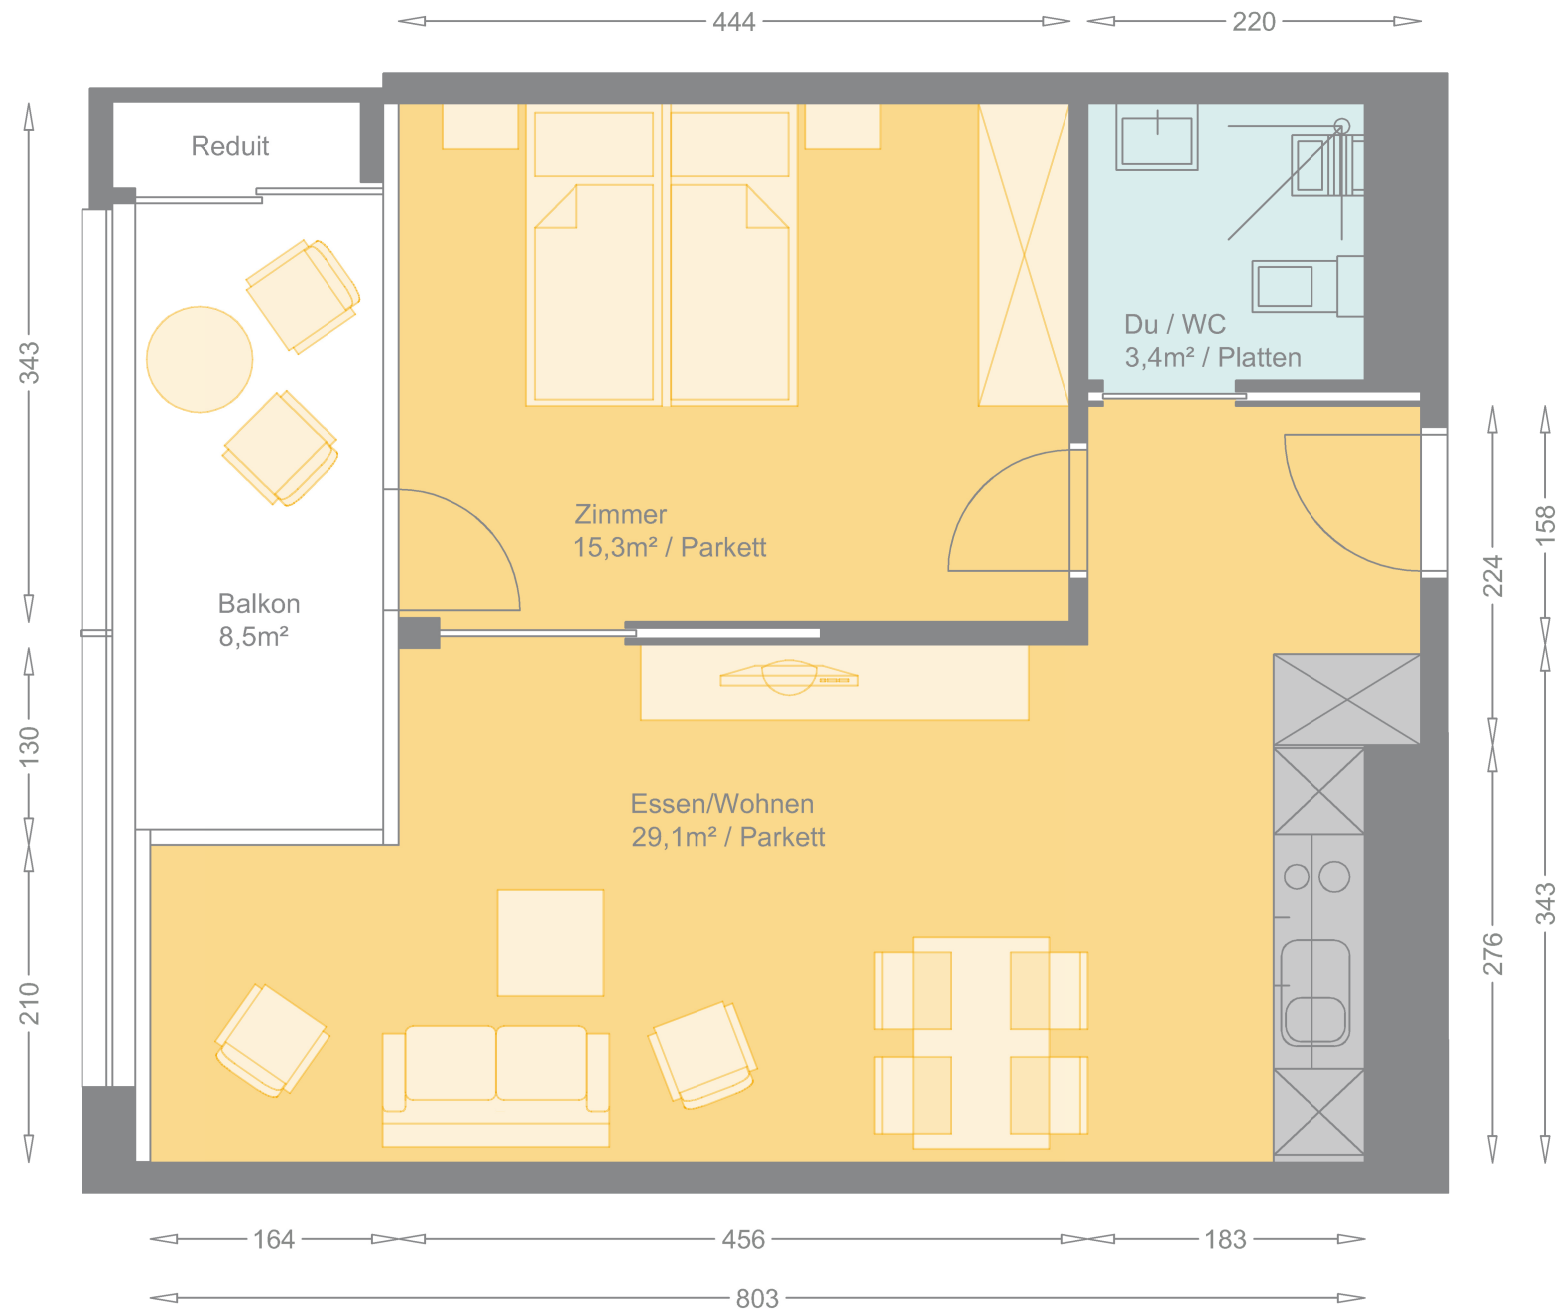 444
220
Reduit
Du / WC
3,4m² / Platten
343
Zimmer
15,3m² / Parkett
158
224
Balkon
8,5m²
130
Essen/Wohnen
29,1m² / Parkett
343
276
210
164
456
183
803